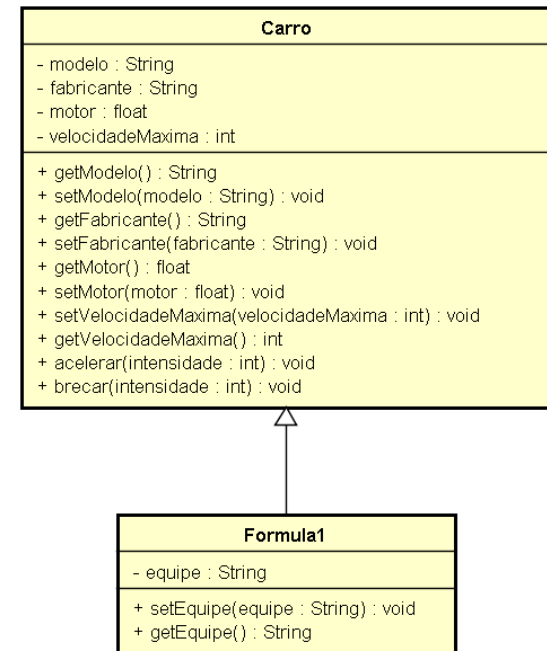 Carro
- modelo : String
- fabricante : String
- motor : float
- velocidadeMaxima : int
+ getModelo() : String
+ setModelo(modelo : String) : void
+ getFabricante() : String
+ setFabricante(fabricante : String) : void
+ getMotor() : float
+ setMotor(motor : float) : void
+ setVelocidadeMaxima(velocidadeMaxima : int) : void
+ getVelocidadeMaxima() : int
+ acelerar(intensidade : int) : void
+ brecar(intensidade : int) : void
Formula1
- equipe : String
+ setEquipe(equipe : String) : void
+ getEquipe() : String